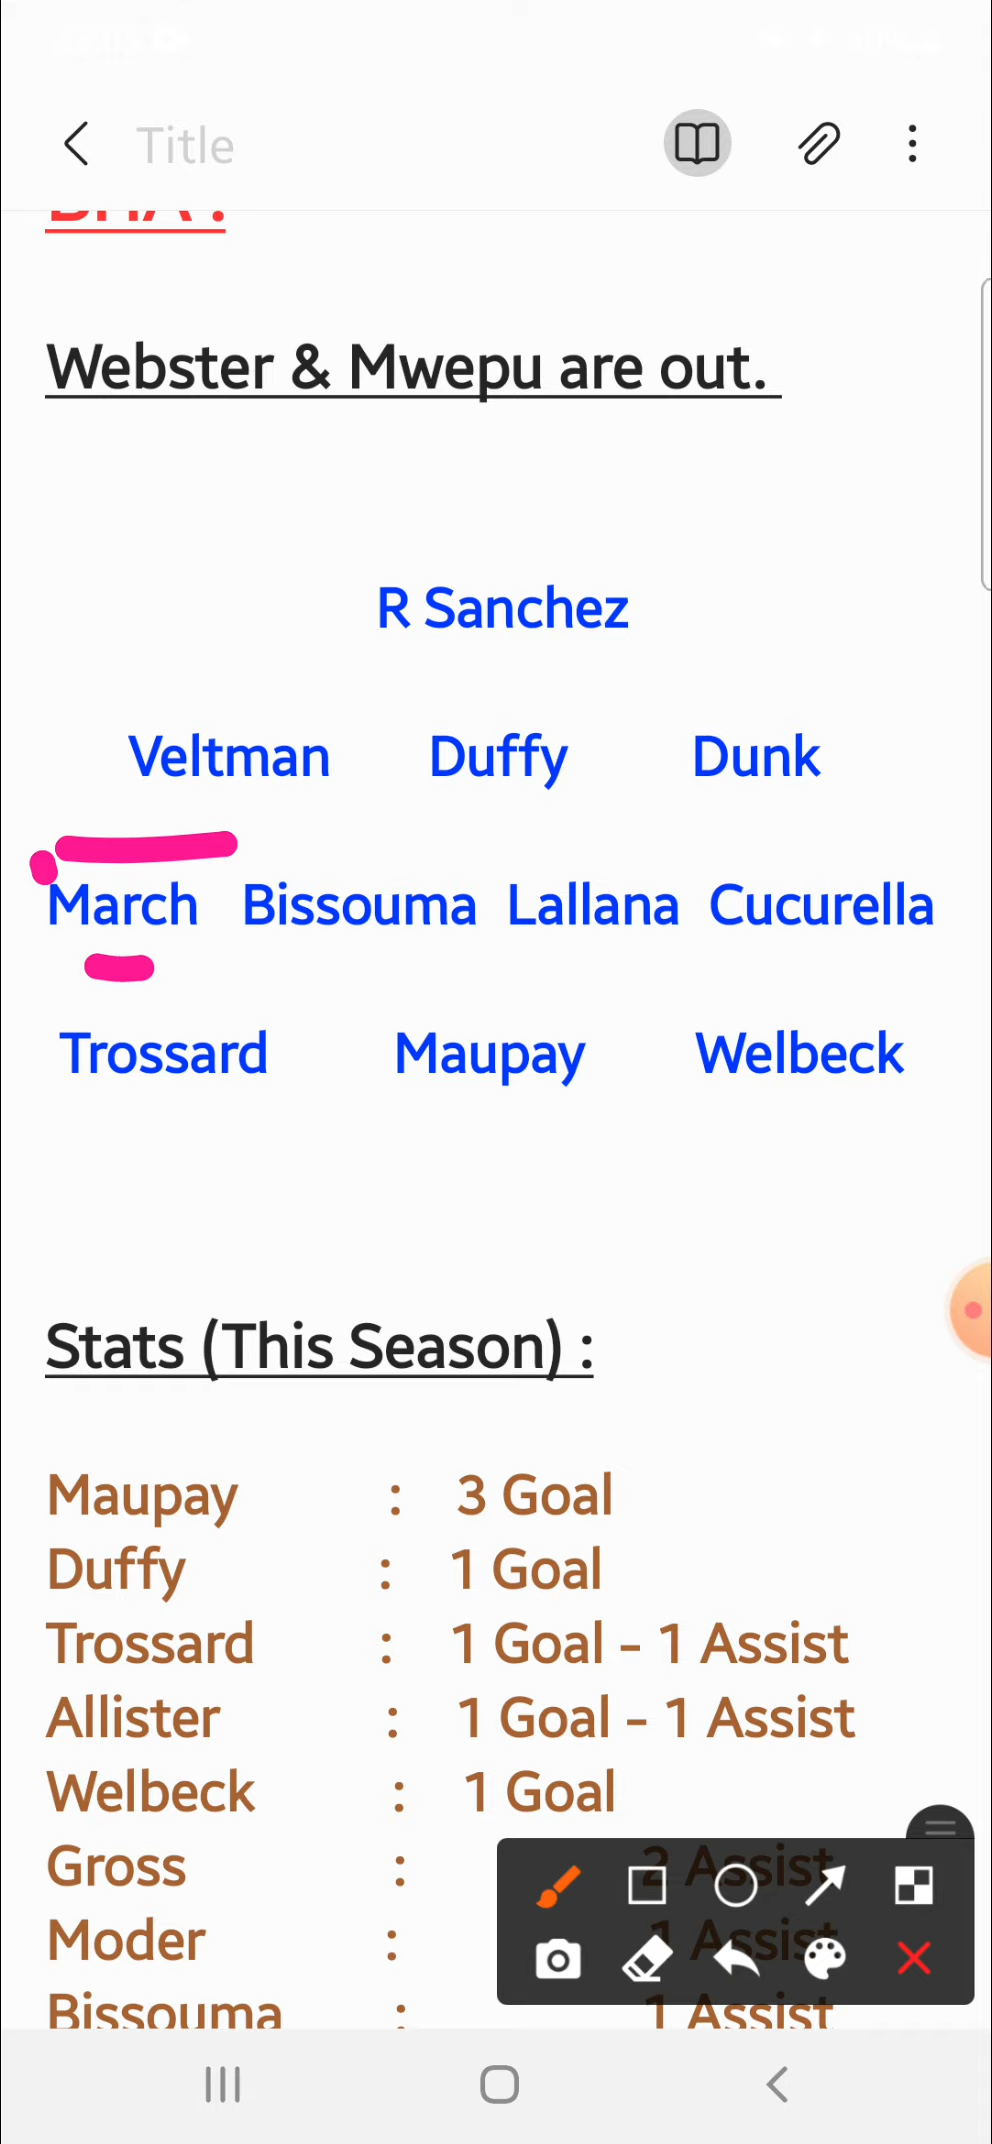 Title
BHA :
Webster & Mwepu are out.
R Sanchez
Veltman Duffy Dunk
March Bissouma Lallana Cucurella
Trossard Maupay Welbeck
Stats (This Season) :
Maupay : 3 Goal
Duffy : 1 Goal
Trossard : 1 Goal - 1 Assist
Allister : 1 Goal - 1 Assist
Welbeck : 1 Goal
Gross : 2 Assist
Moder : 1 Assist
Bissouma : 1 Assist